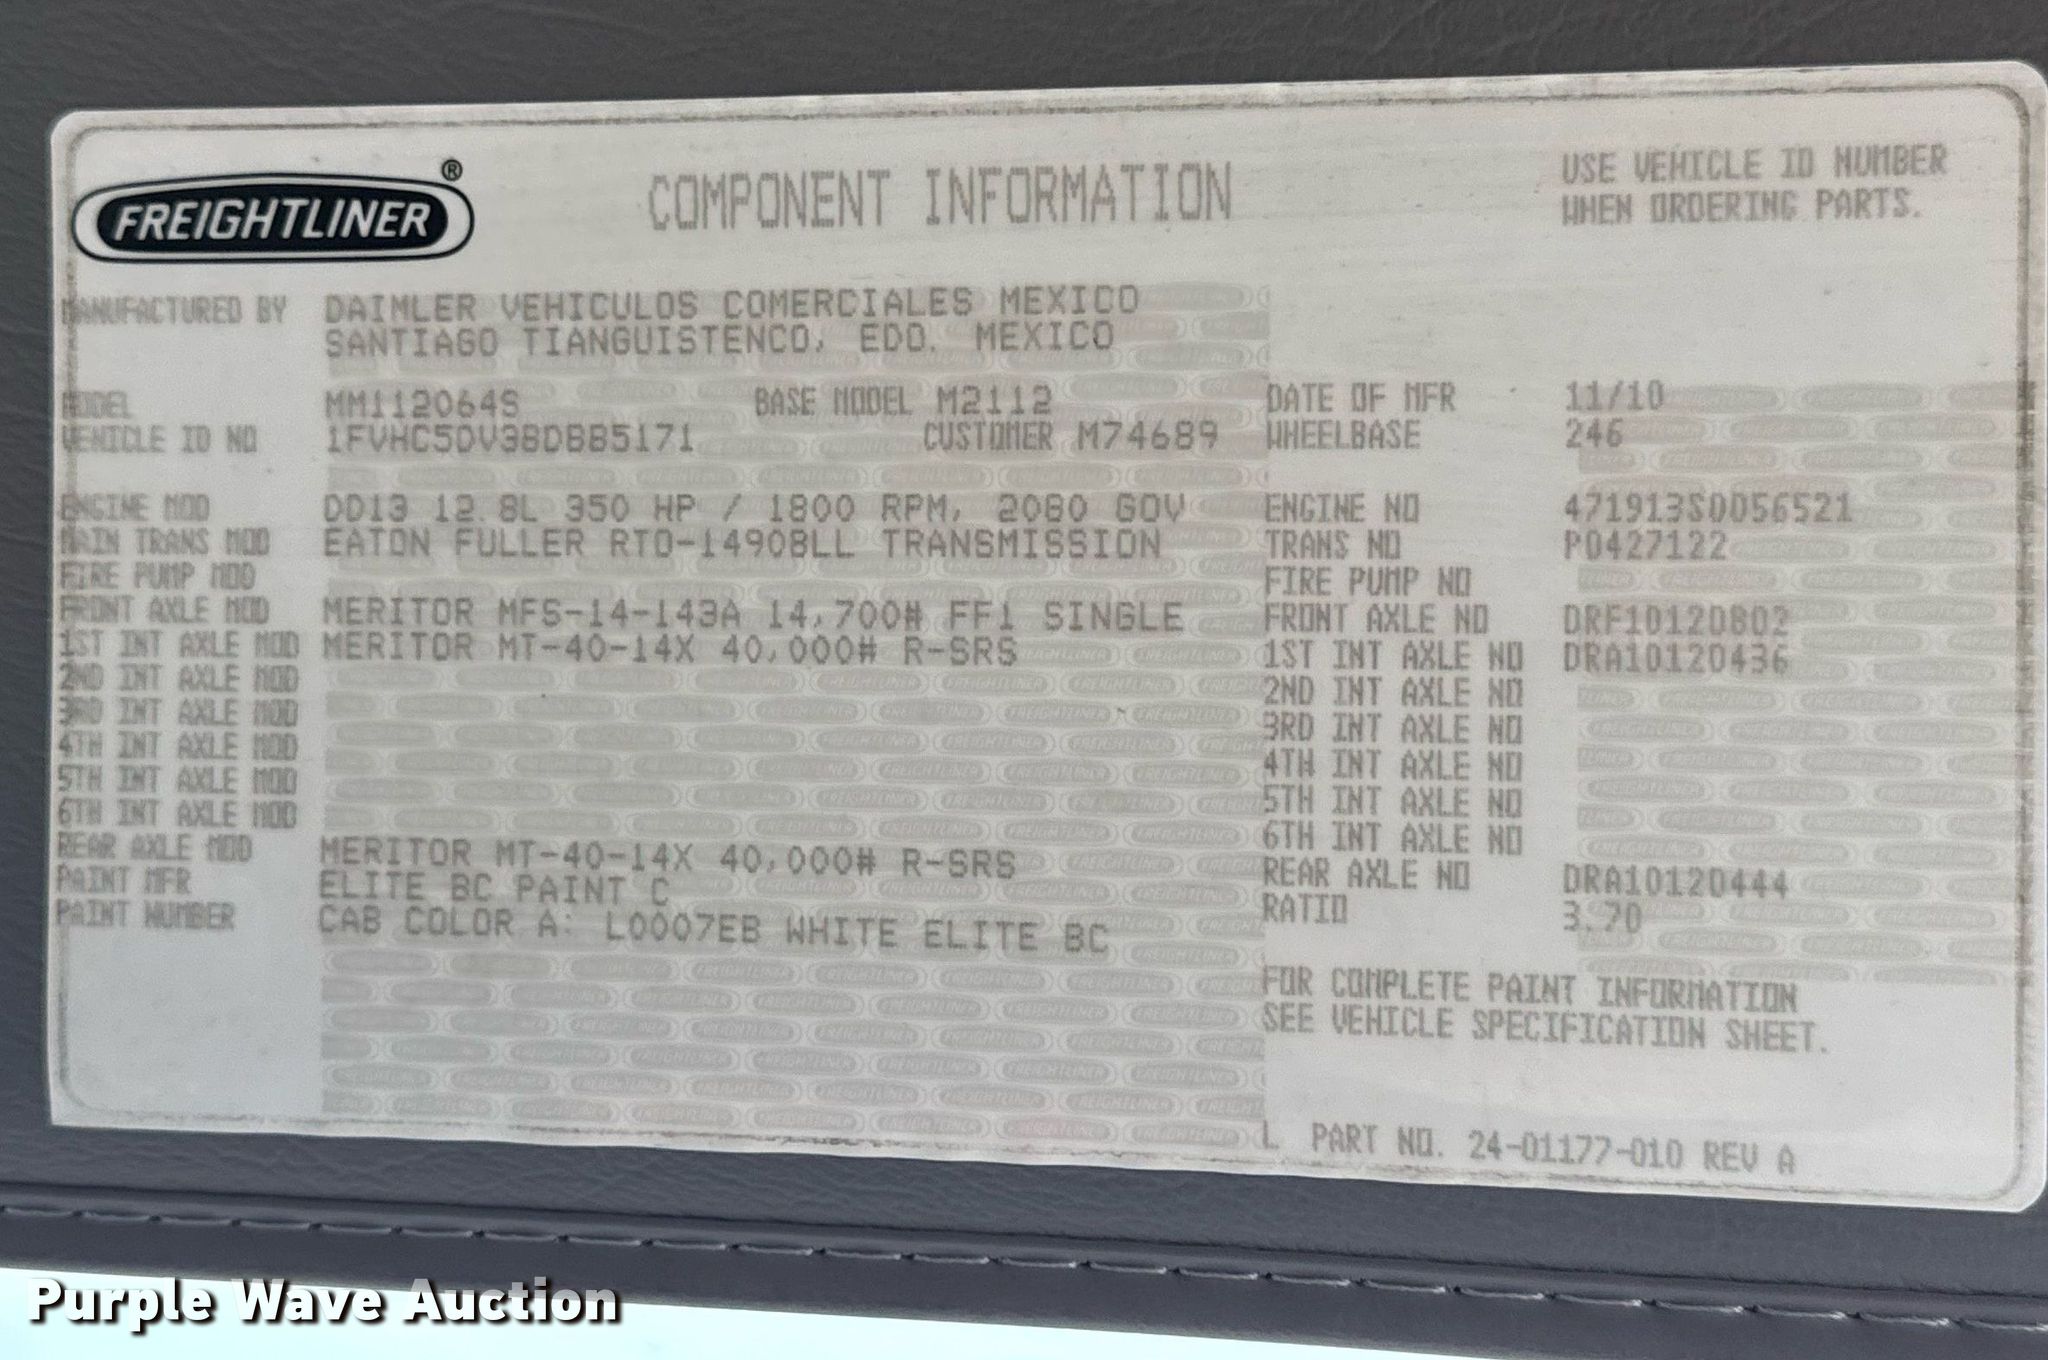 FREIGHTLINER ®
COMPONENT INFORMATION
USE VEHICLE ID NUMBER
WHEN ORDERING PARTS.
MANUFACTURED BY DAIMLER VEHICULOS COMERCIALES MEXICO
SANTIAGO TIANGUISTENCO, EDO. MEXICO
MODEL MM112064S BASE MODEL M2112 DATE OF MFR 11/10
VEHICLE ID NO 1FVHC5DV3BDBB5171 CUSTOMER M74689 WHEELBASE 246
ENGINE MOD DD13 12.8L 350 HP / 1800 RPM, 2080 GOV ENGINE NO 471913S0056521
MAIN TRANS MOD EATON FULLER RTO-14908LL TRANSMISSION TRANS NO P0427122
FIRE PUMP MOD FIRE PUMP NO
FRONT AXLE MOD MERITOR MFS-14-143A 14,700# FF1 SINGLE FRONT AXLE NO DRF10120802
1ST INT AXLE MOD MERITOR MT-40-14X 40,000# R-SRS 1ST INT AXLE NO DRA10120436
2ND INT AXLE MOD 2ND INT AXLE NO
3RD INT AXLE MOD 3RD INT AXLE NO
4TH INT AXLE MOD 4TH INT AXLE NO
5TH INT AXLE MOD 5TH INT AXLE NO
6TH INT AXLE MOD 6TH INT AXLE NO
REAR AXLE MOD MERITOR MT-40-14X 40,000# R-SRS REAR AXLE NO DRA10120444
PAINT MFR ELITE BC PAINT C RATIO 3.70
PAINT NUMBER CAB COLOR A: L0007EB WHITE ELITE BC
FOR COMPLETE PAINT INFORMATION
SEE VEHICLE SPECIFICATION SHEET.
L PART NO. 24-01177-010 REV A
Purple Wave Auction